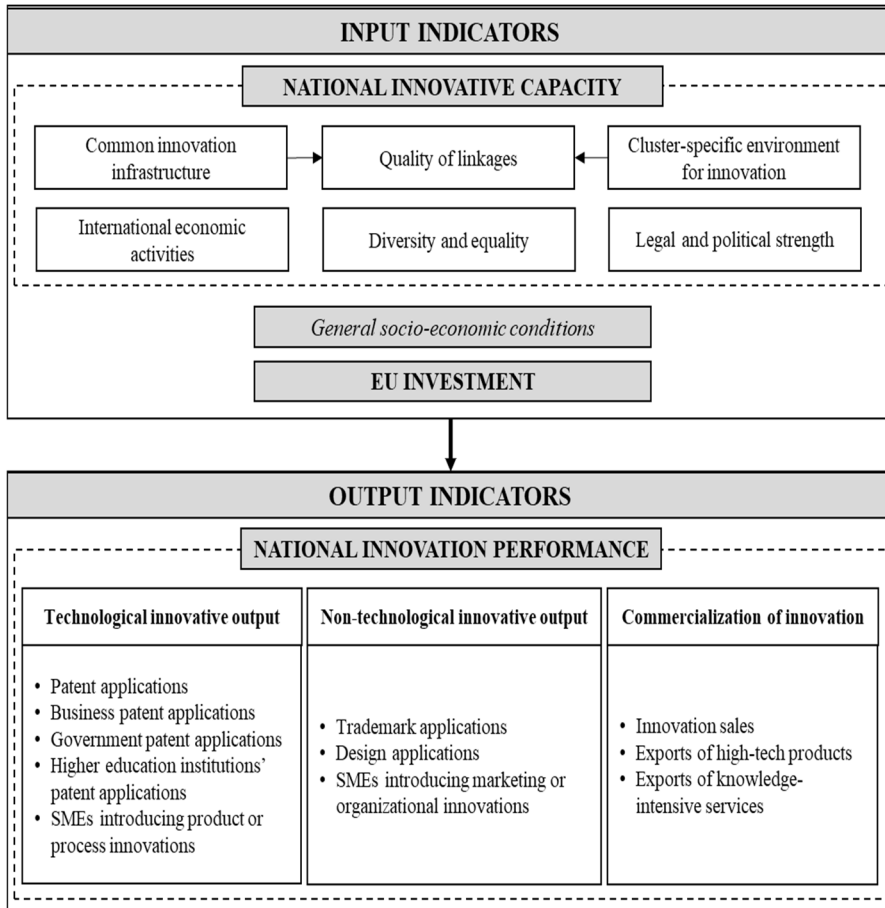 INPUT INDICATORS
NATIONAL INNOVATIVE CAPACITY
Common innovation
infrastructure
Quality of linkages
Cluster-specific environment
for innovation
International economic
activities
Diversity and equality
Legal and political strength
General socio-economic conditions
EU INVESTMENT
OUTPUT INDICATORS
NATIONAL INNOVATION PERFORMANCE
Technological innovative output
• Patent applications
• Business patent applications
• Government patent applications
• Higher education institutions’
patent applications
• SMEs introducing product or
process innovations
Non-technological innovative output
• Trademark applications
• Design applications
• SMEs introducing marketing or
organizational innovations
Commercialization of innovation
• Innovation sales
• Exports of high-tech products
• Exports of knowledge-
intensive services